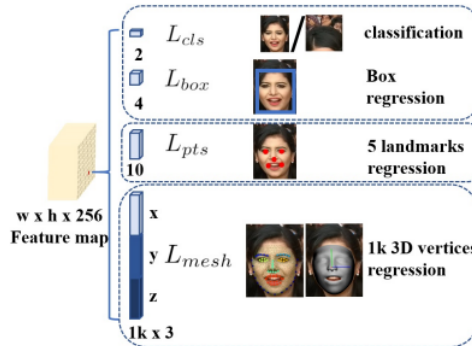 L_cls
classification
2
L_box
Box
regression
4
L_pts
5 landmarks
regression
10
w x h x 256
Feature map
x
y
z
L_mesh
1k 3D vertices
regression
1k x 3